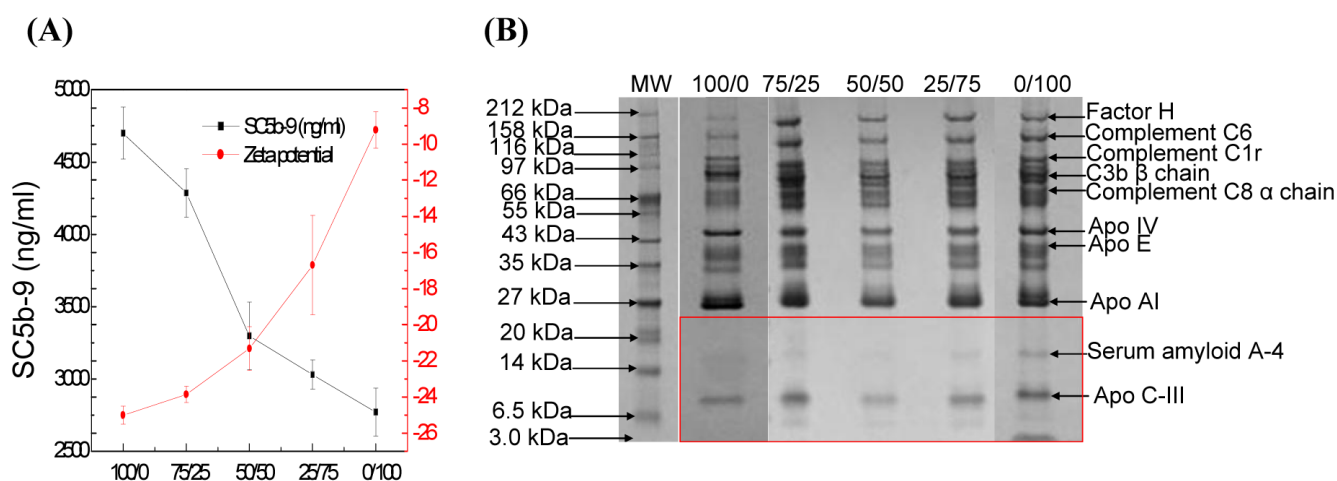 (A)
5000
4500
4000
3500
3000
2500
SC5b-9 (ng/ml)
SC5b-9 (ng/ml)
Zeta potential
-8
-10
-12
-14
-16
-18
-20
-22
-24
-26
100/0 75/25 50/50 25/75 0/100
(B)
MW 100/0 75/25 50/50 25/75 0/100
212 kDa
158 kDa
116 kDa
97 kDa
66 kDa
55 kDa
43 kDa
35 kDa
27 kDa
20 kDa
14 kDa
6.5 kDa
3.0 kDa
Factor H
Complement C6
Complement C1r
C3b β chain
Complement C8 α chain
Apo IV
Apo E
Apo AI
Serum amyloid A-4
Apo C-III